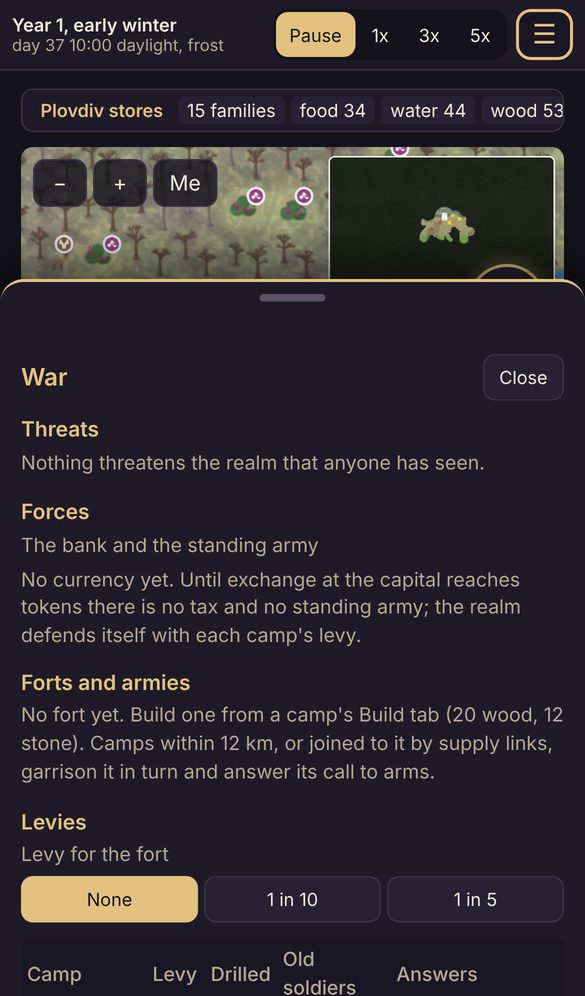 Year 1, early winter
day 37 10:00 daylight, frost
Pause 1x 3x 5x ☰
Plovdiv stores 15 families food 34 water 44 wood 53
− + Me
War Close
Threats
Nothing threatens the realm that anyone has seen.
Forces
The bank and the standing army
No currency yet. Until exchange at the capital reaches
tokens there is no tax and no standing army; the realm
defends itself with each camp's levy.
Forts and armies
No fort yet. Build one from a camp's Build tab (20 wood, 12
stone). Camps within 12 km, or joined to it by supply links,
garrison it in turn and answer its call to arms.
Levies
Levy for the fort
None 1 in 10 1 in 5
Camp Levy Drilled Old soldiers Answers